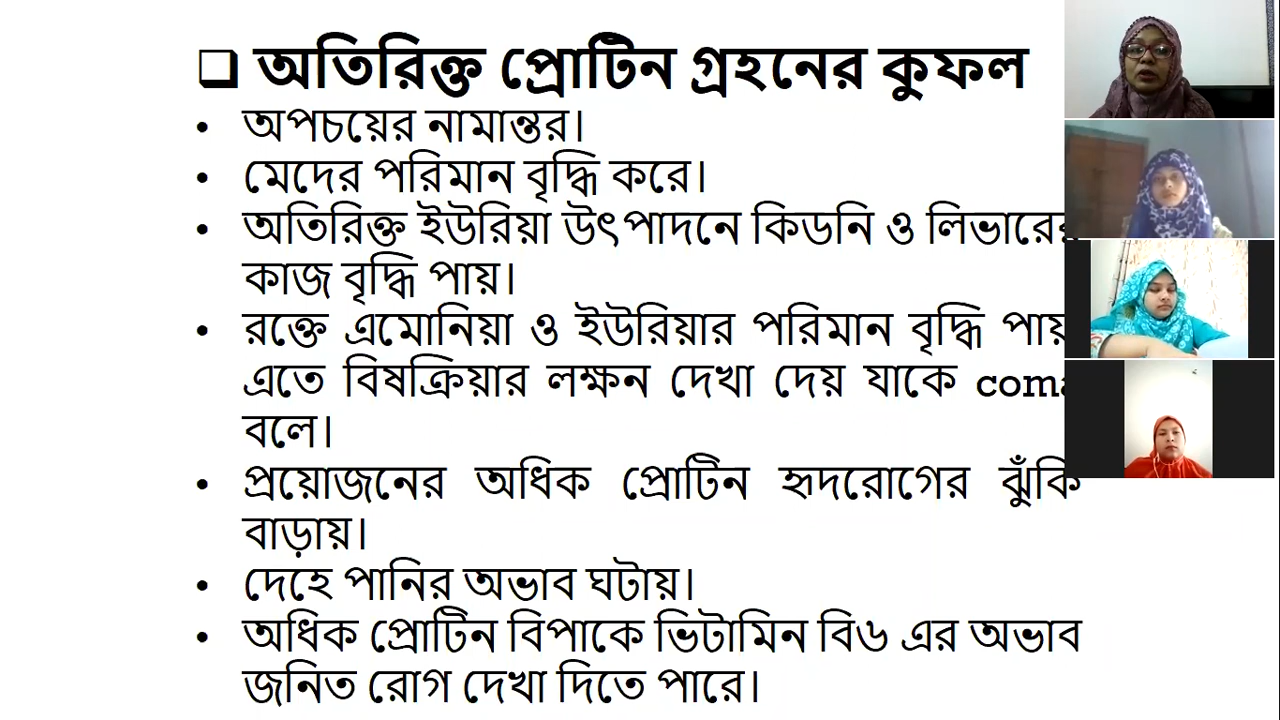 ❑ অতিরিক্ত প্রোটিন গ্রহনের কুফল
• অপচয়ের নামান্তর।
• মেদের পরিমান বৃদ্ধি করে।
• অতিরিক্ত ইউরিয়া উৎপাদনে কিডনি ও লিভারের
কাজ বৃদ্ধি পায়।
• রক্তে এমোনিয়া ও ইউরিয়ার পরিমান বৃদ্ধি পায়
এতে বিষক্রিয়ার লক্ষন দেখা দেয় যাকে coma
বলে।
• প্রয়োজনের অধিক প্রোটিন হৃদরোগের ঝুঁকি
বাড়ায়।
• দেহে পানির অভাব ঘটায়।
• অধিক প্রোটিন বিপাকে ভিটামিন বি৬ এর অভাব
জনিত রোগ দেখা দিতে পারে।